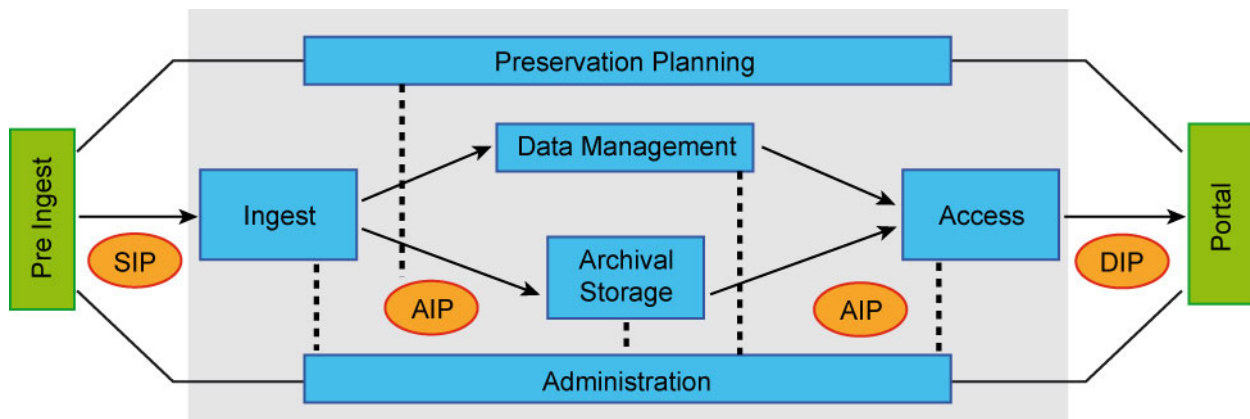 Preservation Planning
Data Management
Pre Ingest
Ingest
Access
Portal
SIP
Archival
Storage
DIP
AIP
AIP
Administration